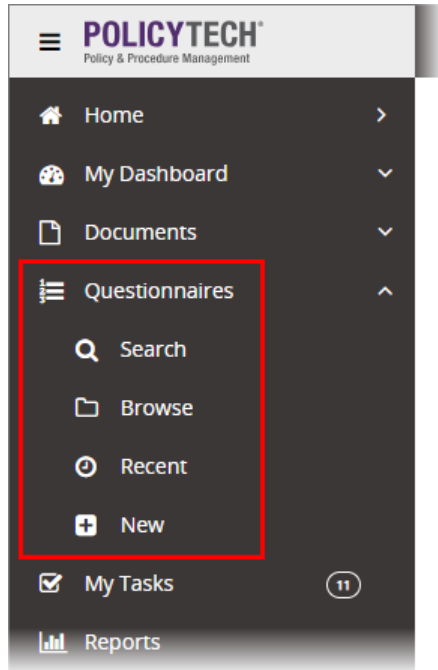 POLICYTECH®
Policy & Procedure Management
Home
My Dashboard
Documents
Questionnaires
Search
Browse
Recent
New
My Tasks 11
Reports